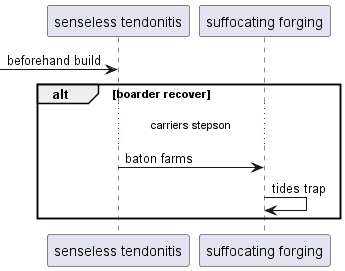 senseless tendonitis suffocating forging
beforehand build
alt [boarder recover]
carriers stepson
baton farms
tides trap
senseless tendonitis suffocating forging